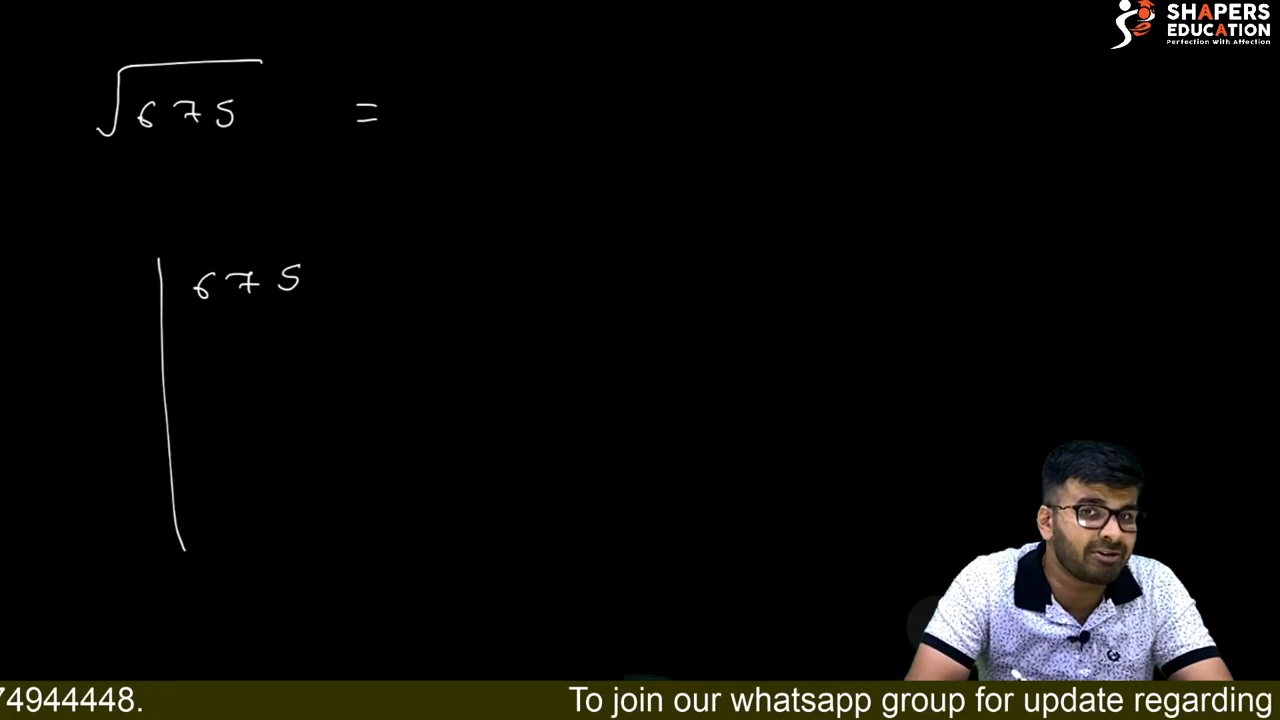 SHAPERS
EDUCATION
Perfection With Affection
√675 =
675
74944448. To join our whatsapp group for update regarding